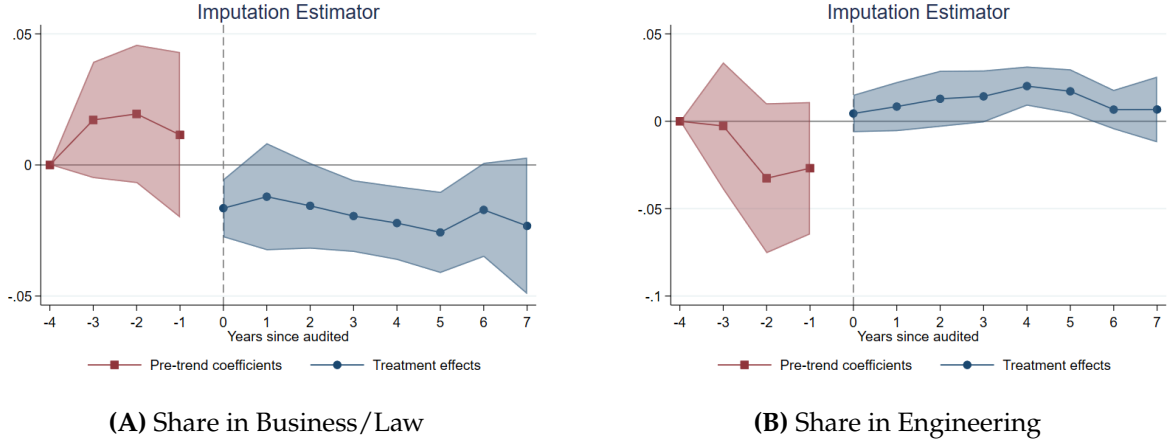 Imputation Estimator
.05
0
-.05
-4 -3 -2 -1 0 1 2 3 4 5 6 7
Years since audited
Pre-trend coefficients Treatment effects
(A) Share in Business/Law
Imputation Estimator
.05
0
-.05
-.1
-4 -3 -2 -1 0 1 2 3 4 5 6 7
Years since audited
Pre-trend coefficients Treatment effects
(B) Share in Engineering